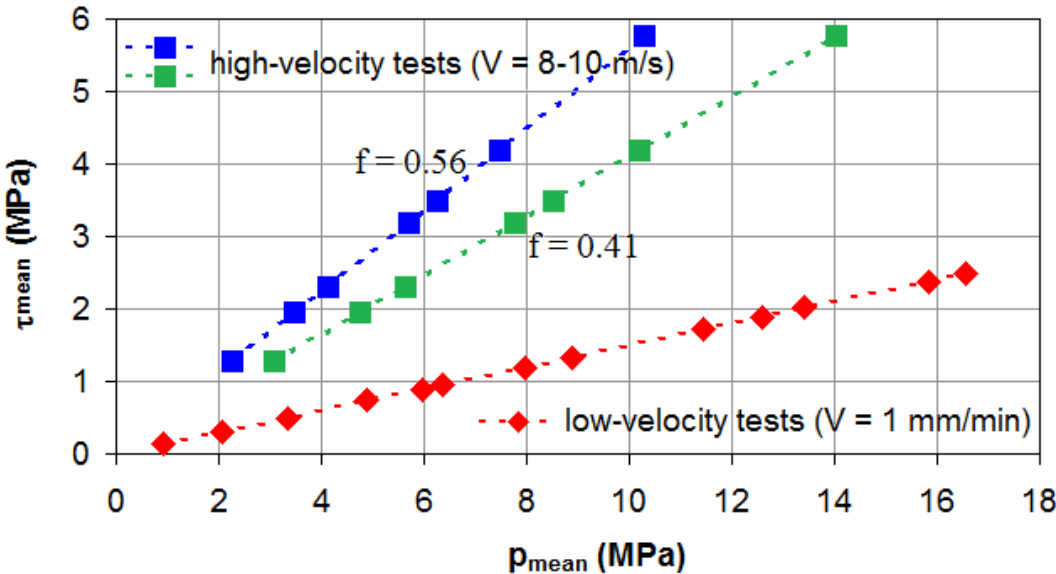 6
5
4
3
2
1
0
τmean (MPa)
high-velocity tests (V = 8-10 m/s)
f = 0.56
f = 0.41
low-velocity tests (V = 1 mm/min)
0 2 4 6 8 10 12 14 16 18
pmean (MPa)